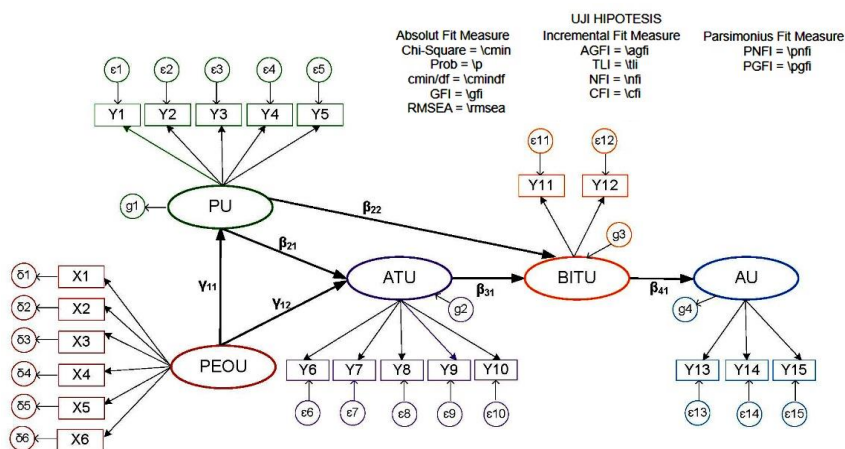 UJI HIPOTESIS
Absolut Fit Measure
Chi-Square = \cmin
Prob = \p
cmin/df = \cmindf
GFI = \gfi
RMSEA = \rmsea
Incremental Fit Measure
AGFI = \agfi
TLI = \tli
NFI = \nfi
CFI = \cfi
Parsimonius Fit Measure
PNFI = \pnfi
PGFI = \pgfi
ε1 ε2 ε3 ε4 ε5
Y1 Y2 Y3 Y4 Y5
ε11 ε12
Y11 Y12
g1
PU
β22
g3
β21
δ1 X1
δ2 X2
δ3 X3
δ4 X4
δ5 X5
δ6 X6
γ11
γ12
PEOU
ATU
g2
β31
BITU
β41
AU
g4
Y6 Y7 Y8 Y9 Y10
ε6 ε7 ε8 ε9 ε10
Y13 Y14 Y15
ε13 ε14 ε15